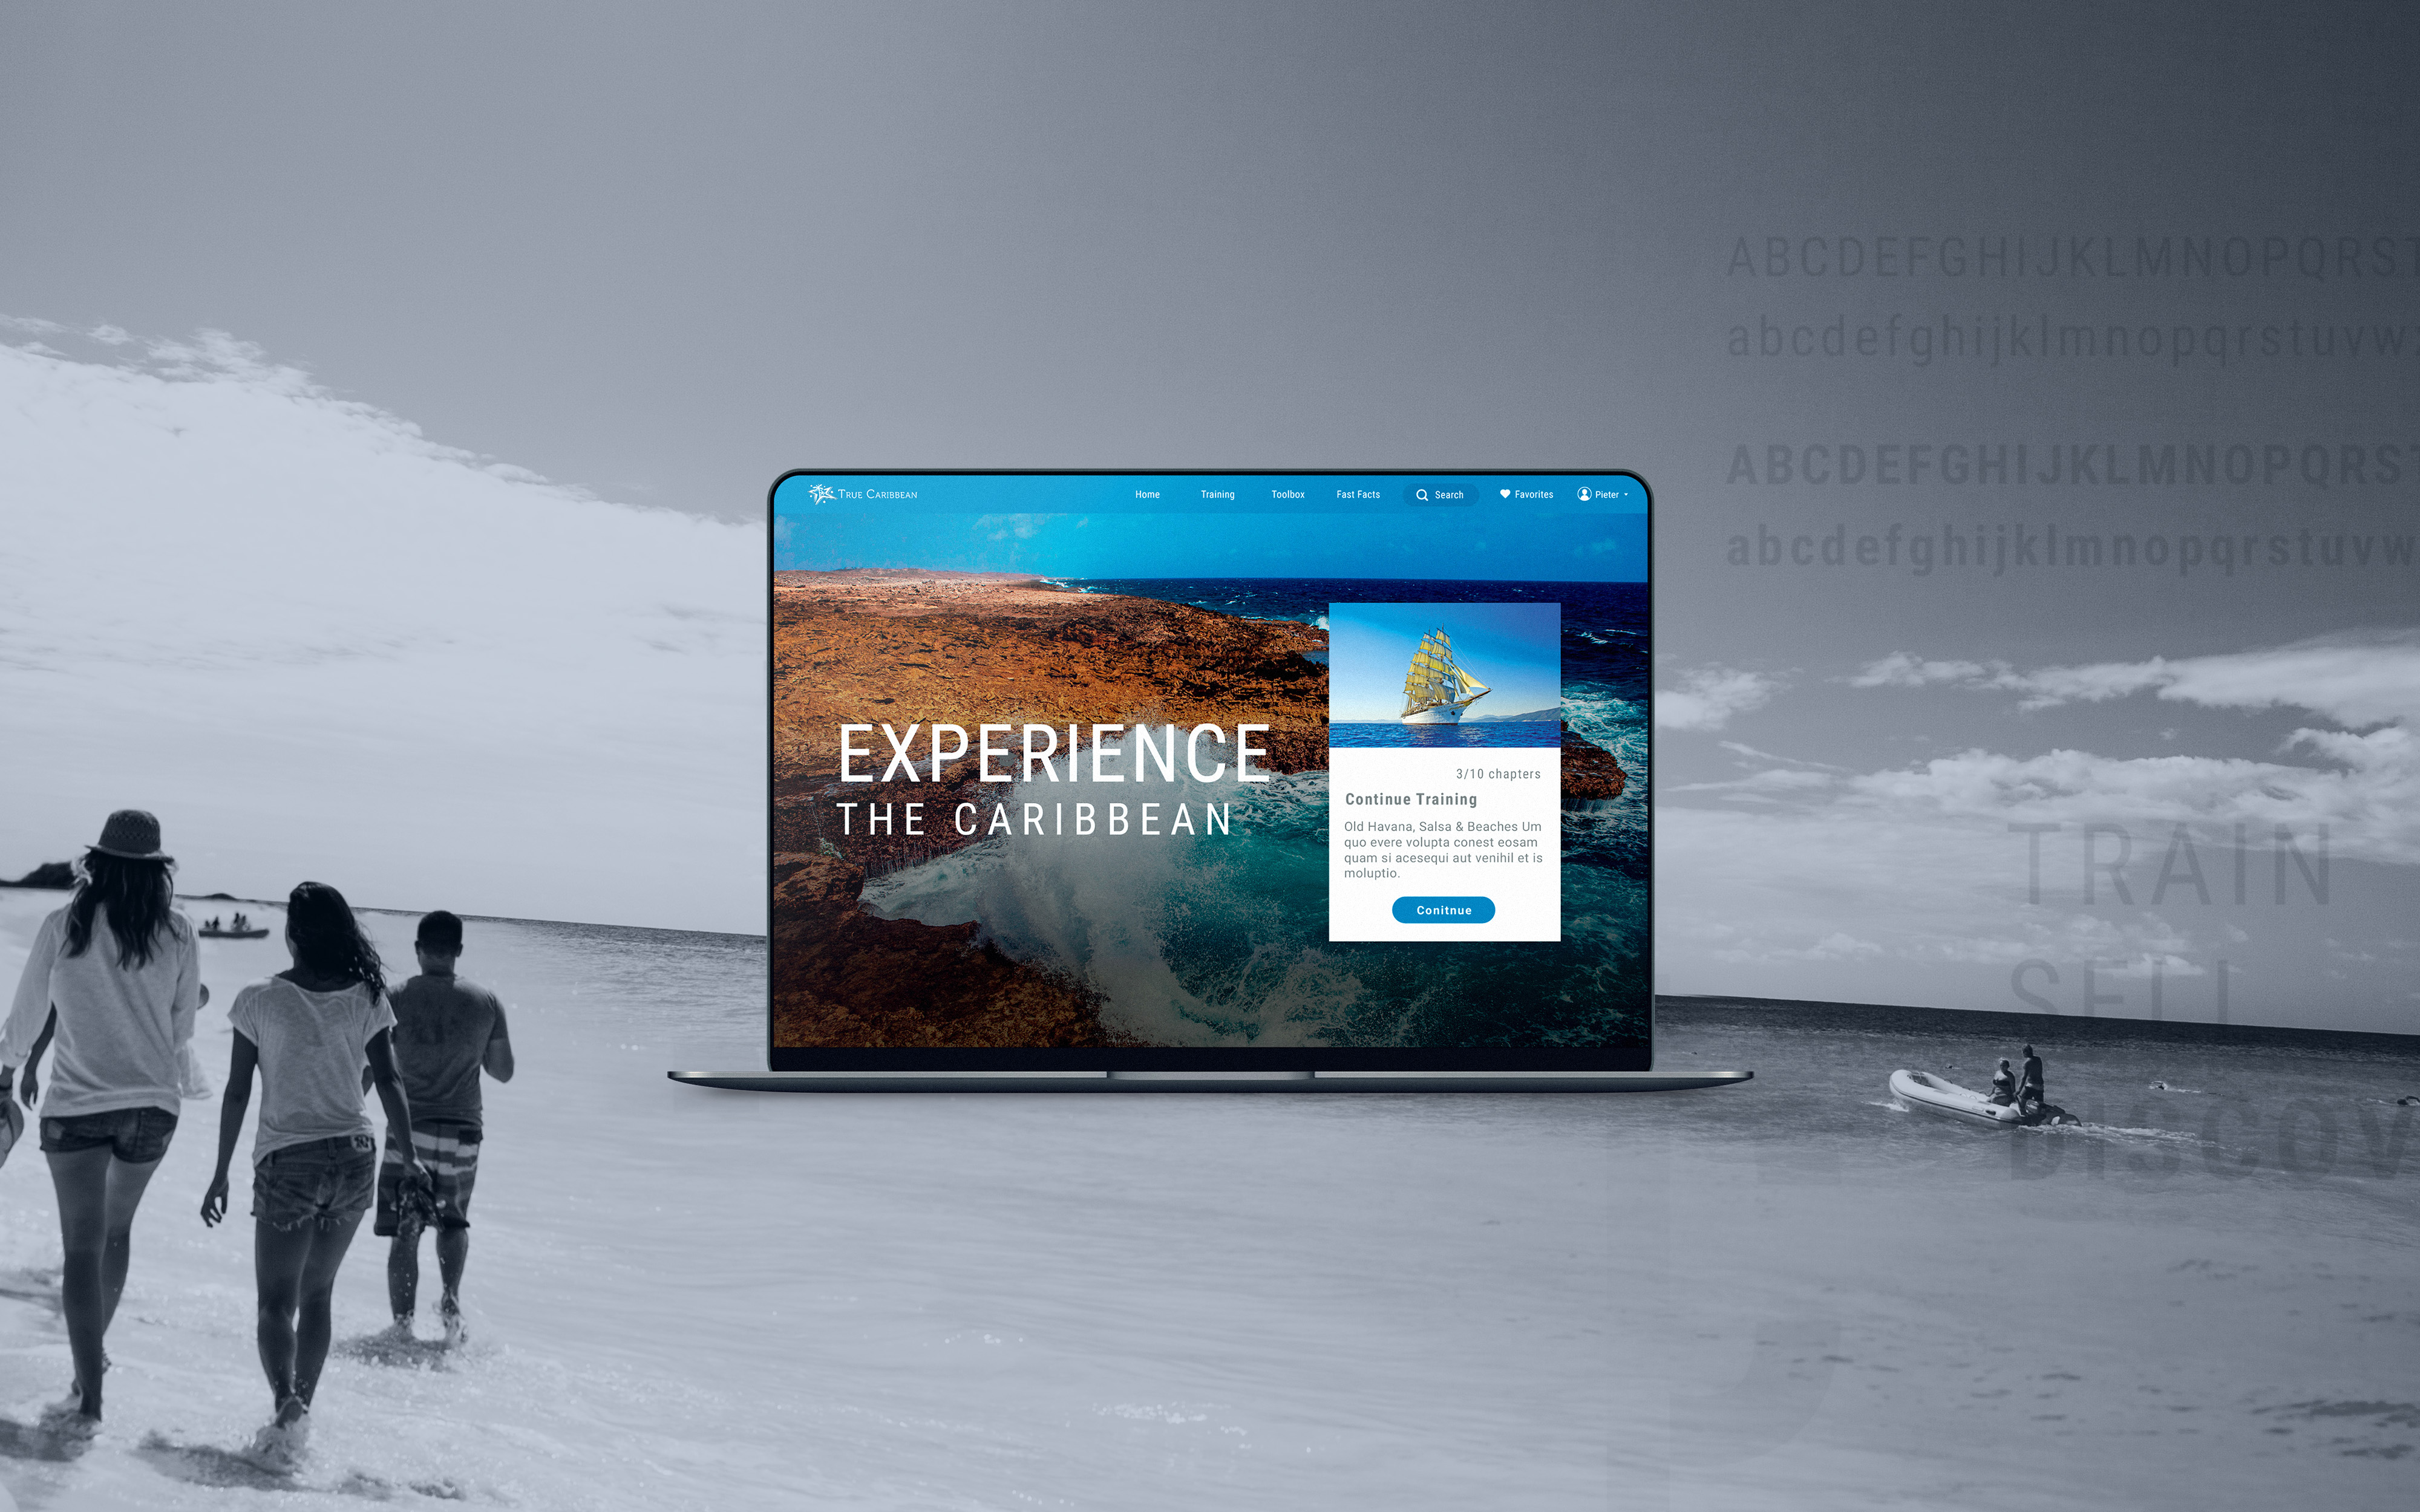 ABCDEFGHIJKLMNOPQRST
abcdefghijklmnopqrstuvw
ABCDEFGHIJKLMNOPQRS
abcdefghijklmnopqrstuvw
TRUE CARIBBEAN
Home
Training
Toolbox
Fast Facts
Search
Favorites
Pieter
EXPERIENCE
THE CARIBBEAN
3/10 chapters
Continue Training
Old Havana, Salsa & Beaches Um
quo evere volupta conest eosam
quam si acesequi aut venihil et is
moluptio.
Conitnue
TRAIN
SELL
DISCOV